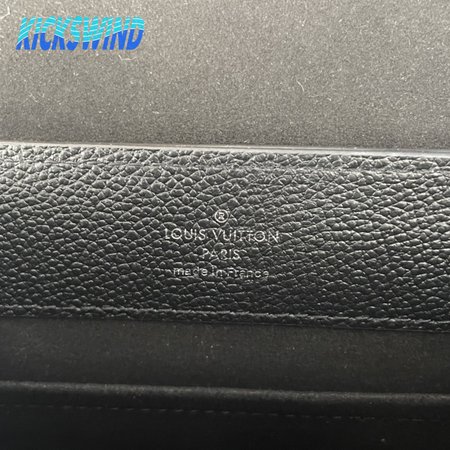 KICKSWIND
®
LOUIS VUITTON
PARIS
made in France